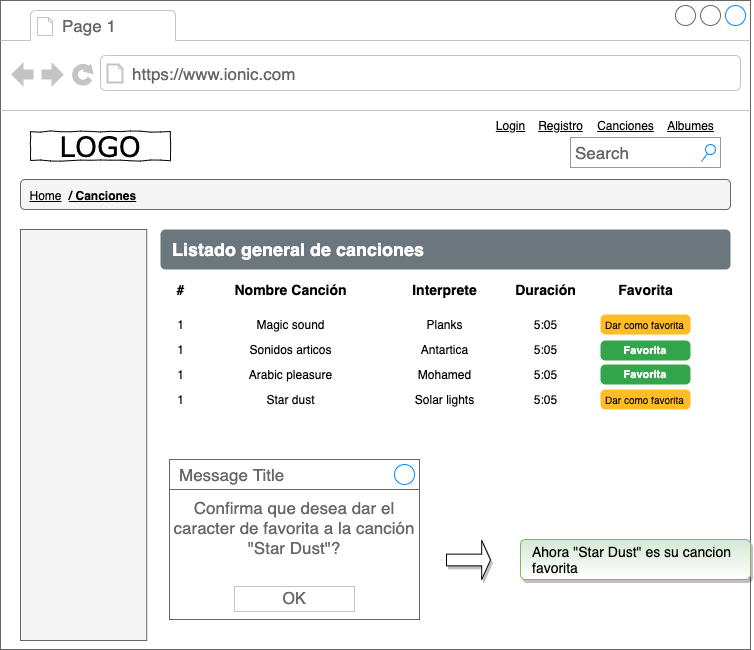 Page 1
https://www.ionic.com
Login Registro Canciones Albumes
LOGO
Search
Home / Canciones
Listado general de canciones
# Nombre Canción Interprete Duración Favorita
1 Magic sound Planks 5:05 Dar como favorita
1 Sonidos articos Antartica 5:05 Favorita
1 Arabic pleasure Mohamed 5:05 Favorita
1 Star dust Solar lights 5:05 Dar como favorita
Message Title
Confirma que desea dar el
caracter de favorita a la canción
"Star Dust"?
OK
Ahora "Star Dust" es su cancion
favorita